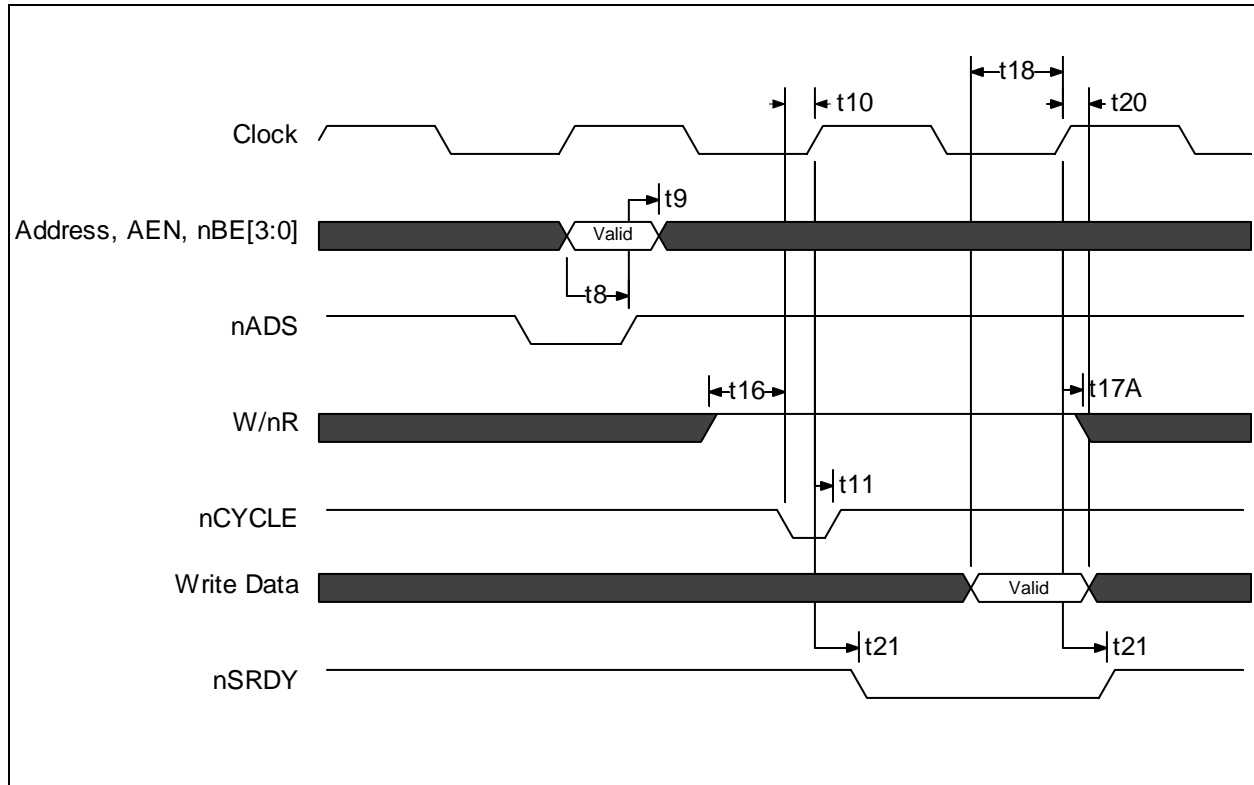 t18
t10
t20
Clock
t9
Address, AEN, nBE[3:0]
Valid
t8
nADS
t16
t17A
W/nR
t11
nCYCLE
Write Data
Valid
t21
t21
nSRDY